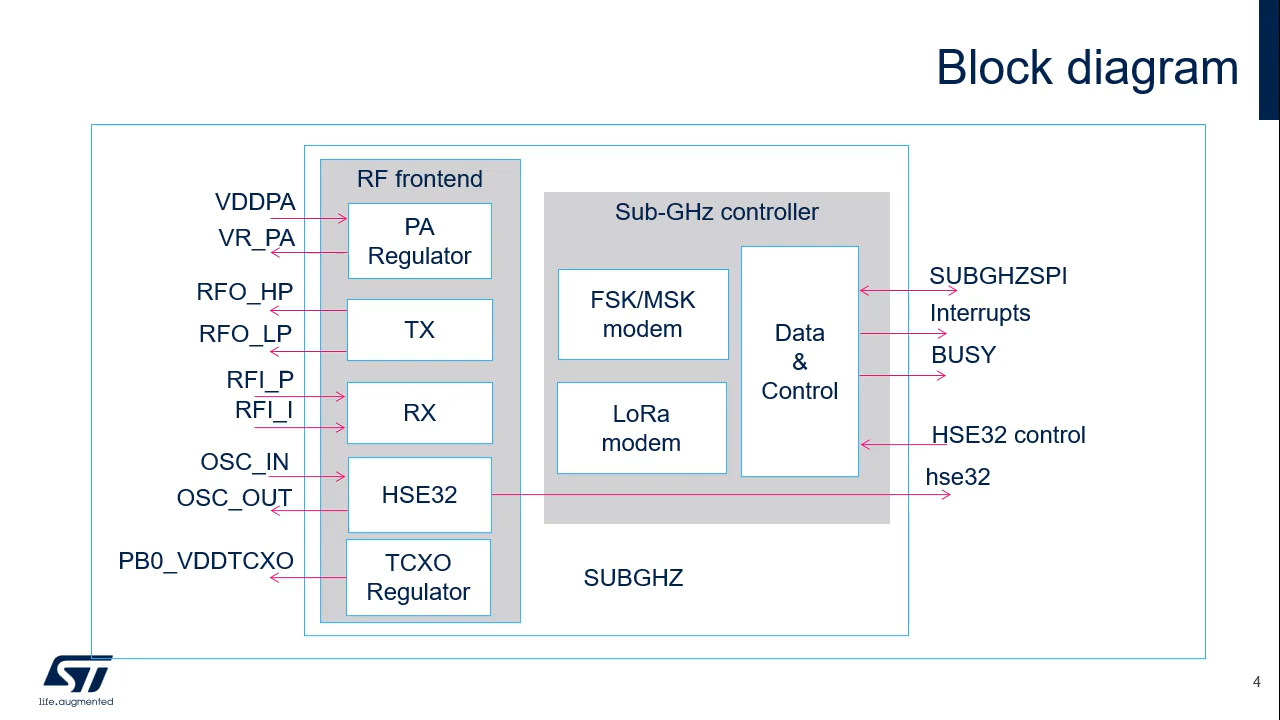 Block diagram
RF frontend
VDDPA
VR_PA
PA
Regulator
RFO_HP
RFO_LP
TX
RFI_P
RFI_I
RX
OSC_IN
OSC_OUT
HSE32
PB0_VDDTCXO
TCXO
Regulator
Sub-GHz controller
FSK/MSK
modem
LoRa
modem
Data
&
Control
SUBGHZSPI
Interrupts
BUSY
HSE32 control
hse32
SUBGHZ
ST
life.augmented
4